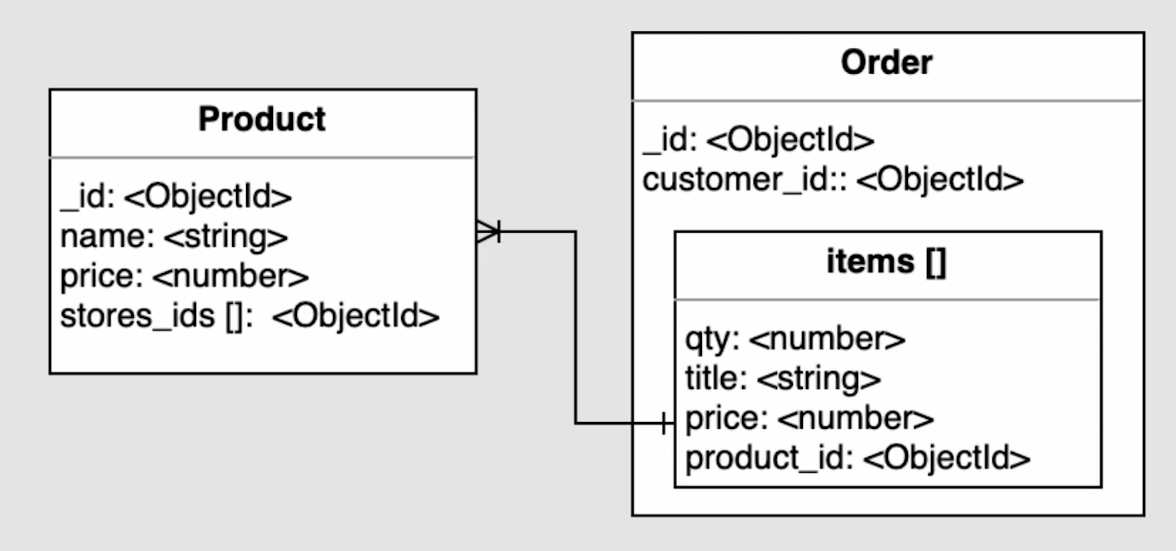 Product
_id: <ObjectId>
name: <string>
price: <number>
stores_ids []:  <ObjectId>
Order
_id: <ObjectId>
customer_id:: <ObjectId>
items []
qty: <number>
title: <string>
price: <number>
product_id: <ObjectId>